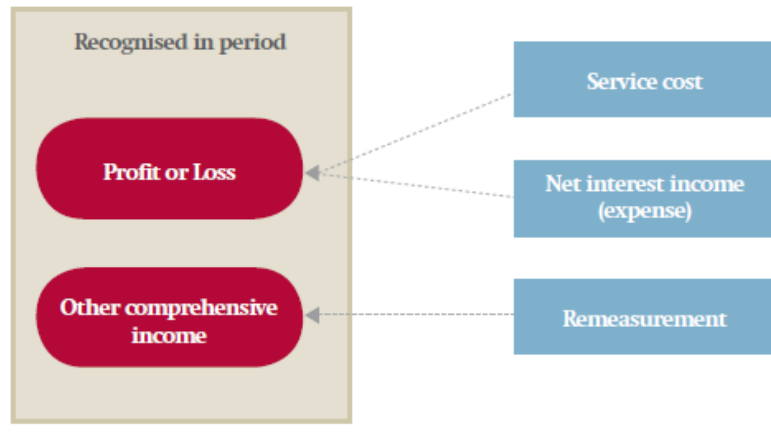 Recognised in period
Profit or Loss
Other comprehensive
income
Service cost
Net interest income
(expense)
Remeasurement